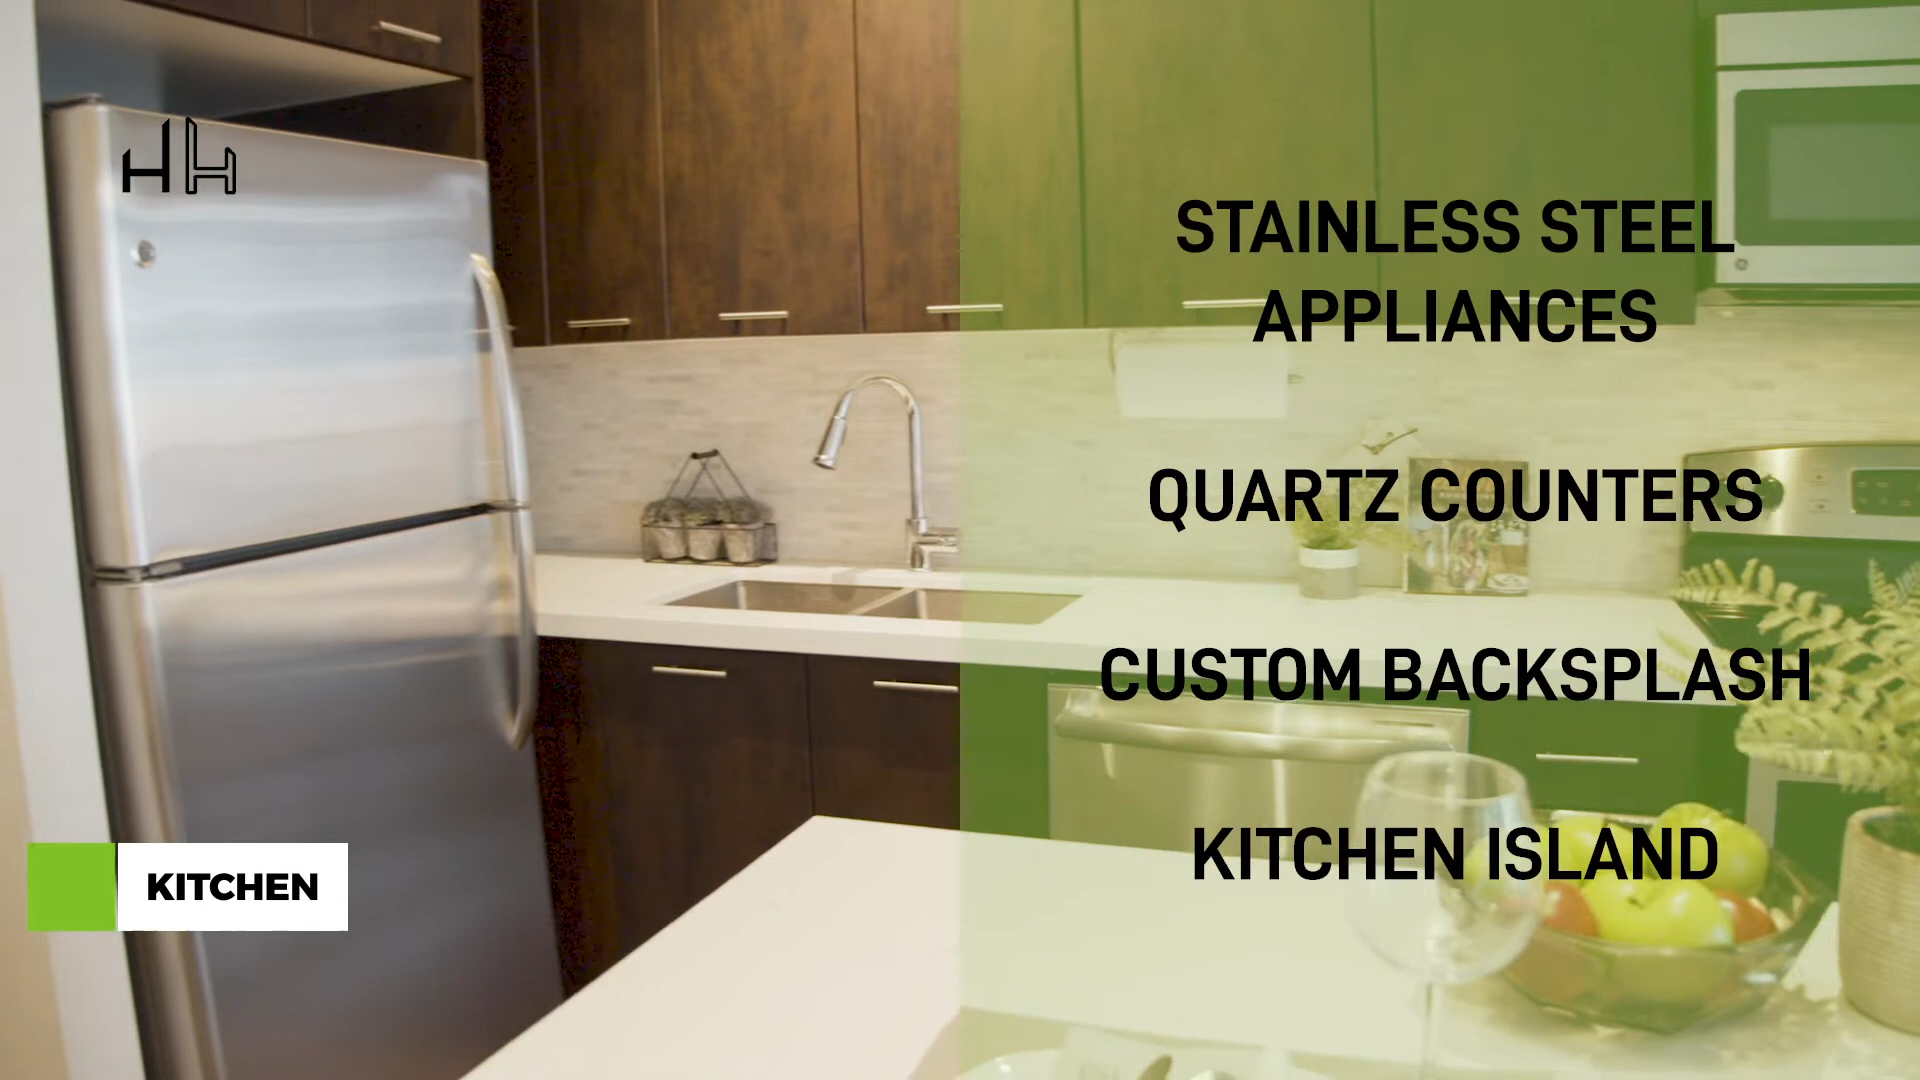 STAINLESS STEEL
APPLIANCES
QUARTZ COUNTERS
CUSTOM BACKSPLASH
KITCHEN ISLAND
KITCHEN